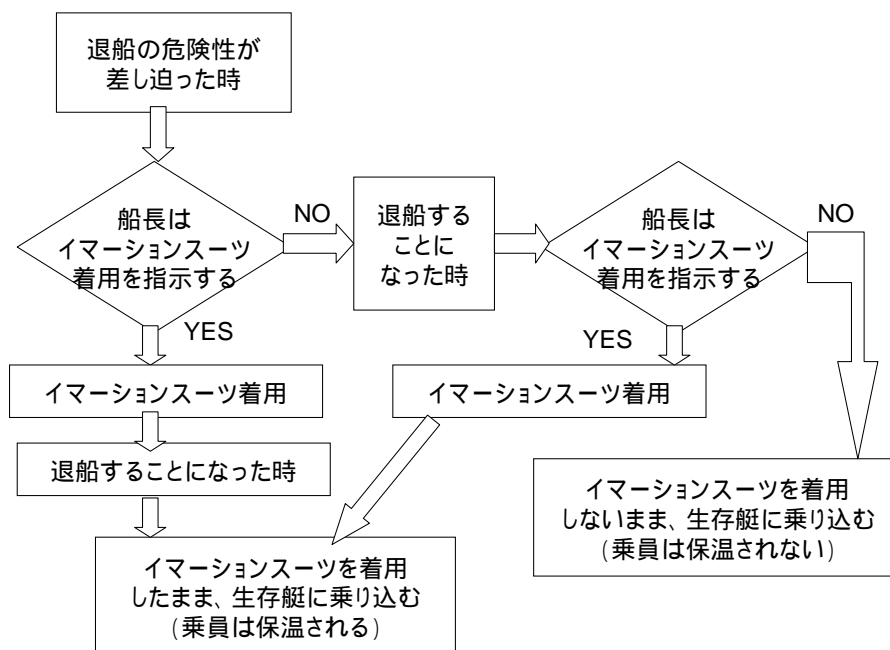 退船の危険性が
差し迫った時
船長は
イマーションスーツ
着用を指示する
NO
退船する
ことに
なった時
船長は
イマーションスーツ
着用を指示する
NO
YES
YES
イマーションスーツ着用
イマーションスーツ着用
退船することになった時
イマーションスーツを着用
しないまま、生存艇に乗り込む
(乗員は保温されない)
イマーションスーツを着用
したまま、生存艇に乗り込む
(乗員は保温される)